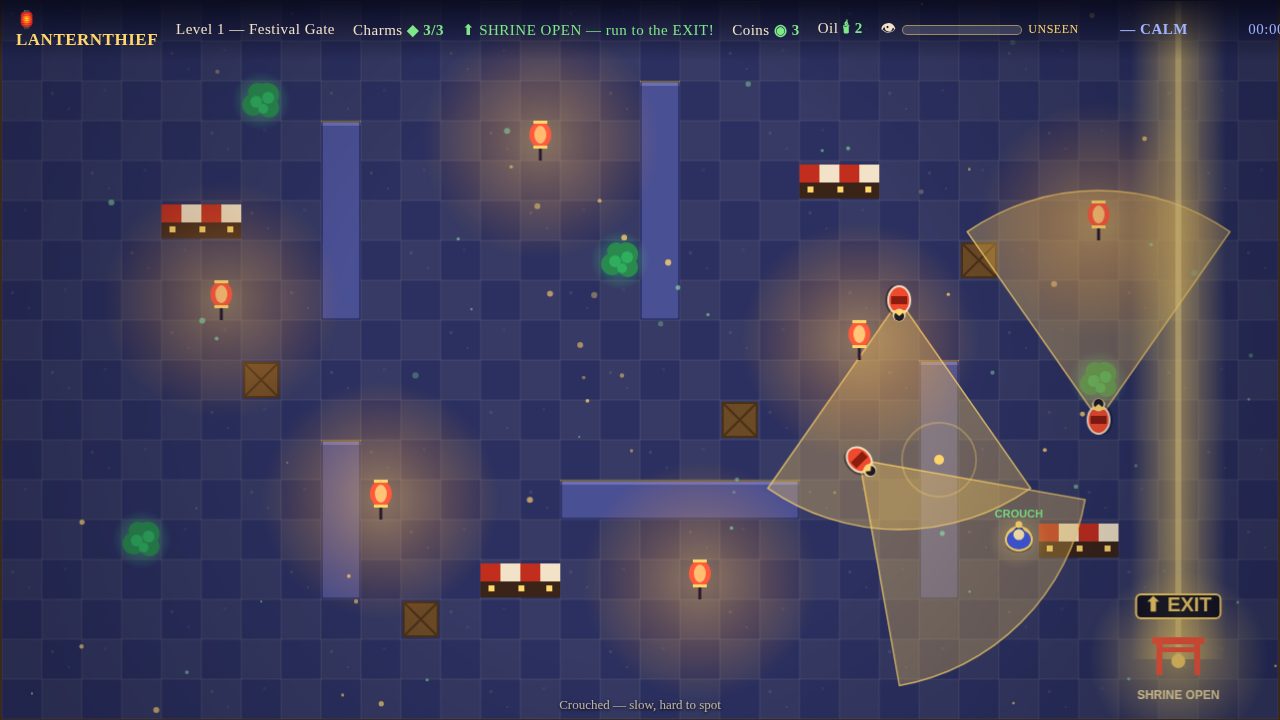 LANTERNTHIEF
Level 1 — Festival Gate
Charms ◆ 3/3
⬆ SHRINE OPEN — run to the EXIT!
Coins ◉ 3
Oil 🕯 2
UNSEEN
— CALM
00:00
CROUCH
⬆ EXIT
SHRINE OPEN
Crouched — slow, hard to spot